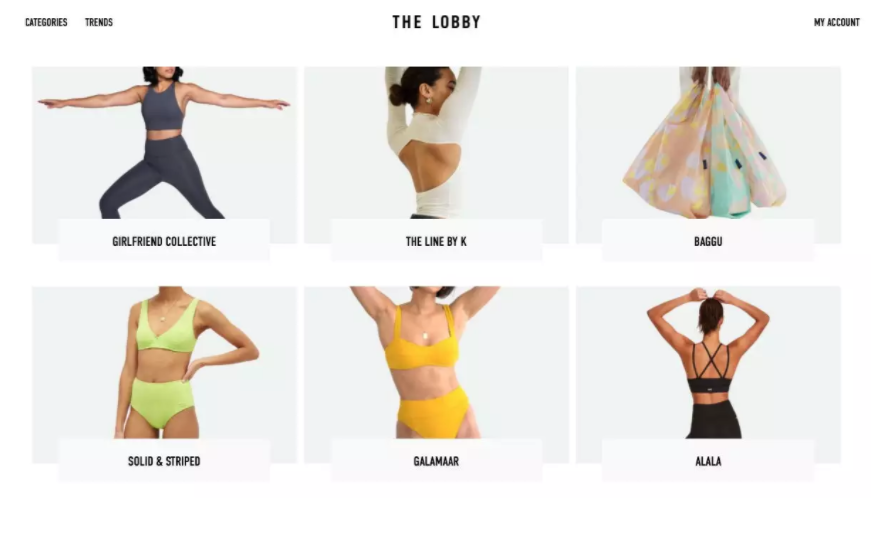 CATEGORIES TRENDS THE LOBBY MY ACCOUNT
GIRLFRIEND COLLECTIVE THE LINE BY K BAGGU
SOLID & STRIPED GALAMAAR ALALA